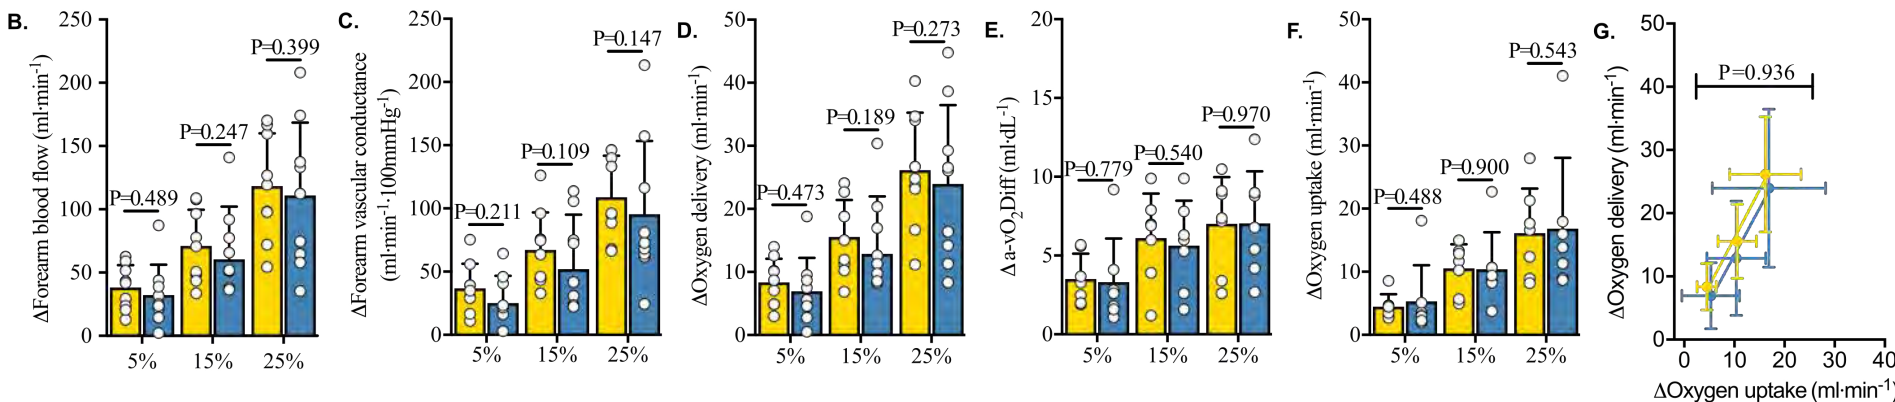 B.
ΔForearm blood flow (ml·min⁻¹)
250
200
150
100
50
0
P=0.489
P=0.247
P=0.399
5%
15%
25%
C.
ΔForearm vascular conductance
(ml·min⁻¹·100mmHg⁻¹)
250
200
150
100
50
0
P=0.211
P=0.109
P=0.147
5%
15%
25%
D.
ΔOxygen delivery (ml·min⁻¹)
50
40
30
20
10
0
P=0.473
P=0.189
P=0.273
5%
15%
25%
E.
Δ a-vO₂Diff (ml·dL⁻¹)
20
15
10
5
0
P=0.779
P=0.540
P=0.970
5%
15%
25%
F.
ΔOxygen uptake (ml·min⁻¹)
50
40
30
20
10
0
P=0.488
P=0.900
P=0.543
5%
15%
25%
G.
ΔOxygen delivery (ml·min⁻¹)
50
40
30
20
10
0
P=0.936
0
10
20
30
40
ΔOxygen uptake (ml·min⁻¹)